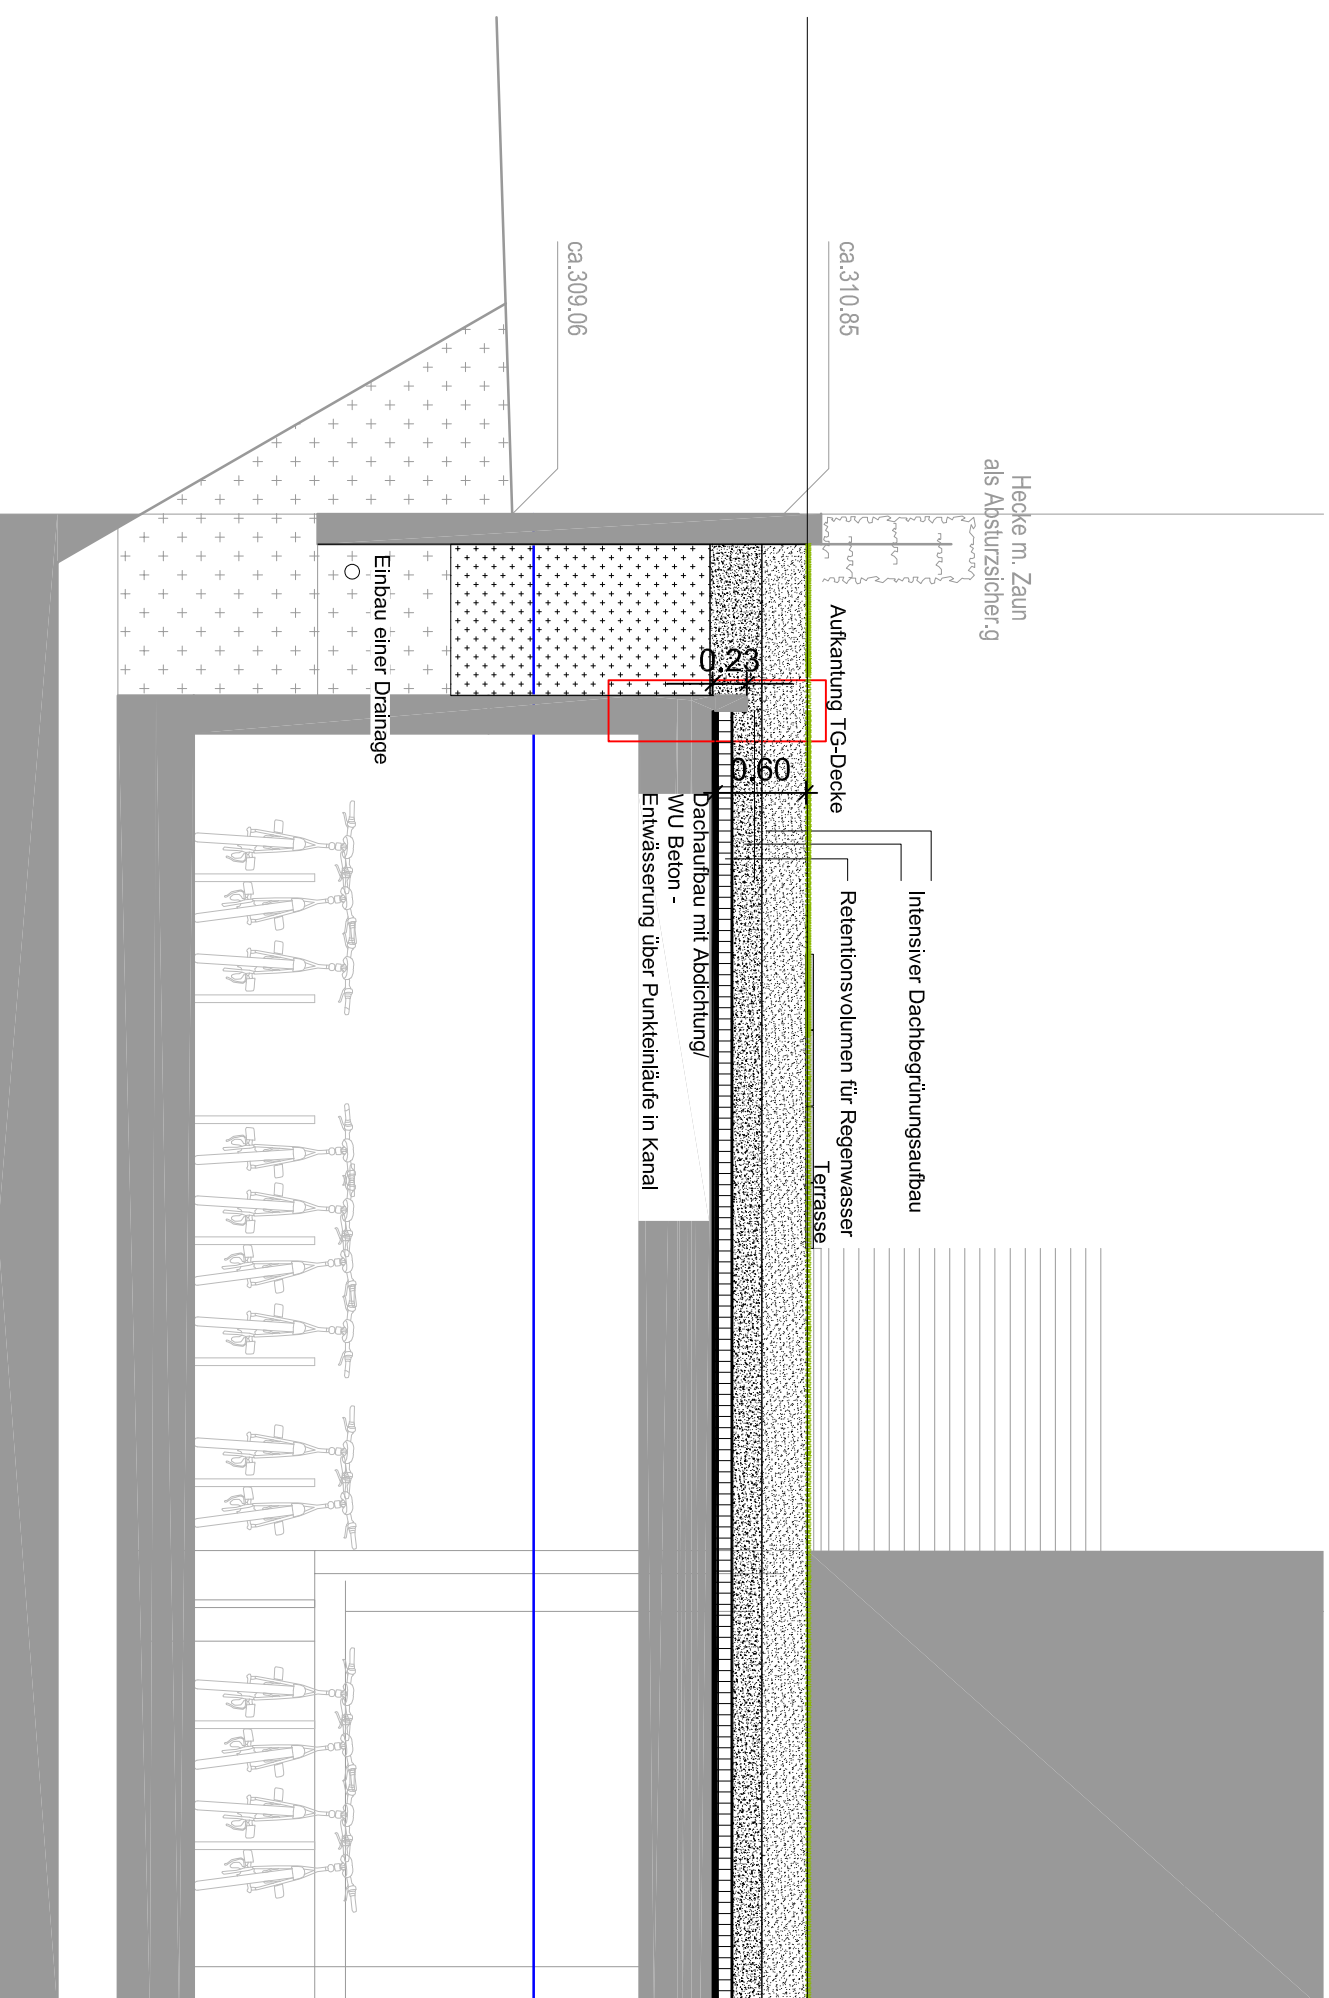 Hecke m. Zaun
als Absturzsicher.g
ca.310.85
ca.309.06
Intensiver Dachbegrünungsaufbau
Retentionsvolumen für Regenwasser
Aufkantung TG-Decke
Terrasse
0.23
0.60
Dachaufbau mit Abdichtung/
WU Beton -
Entwässerung über Punkteinläufe in Kanal
Einbau einer Drainage